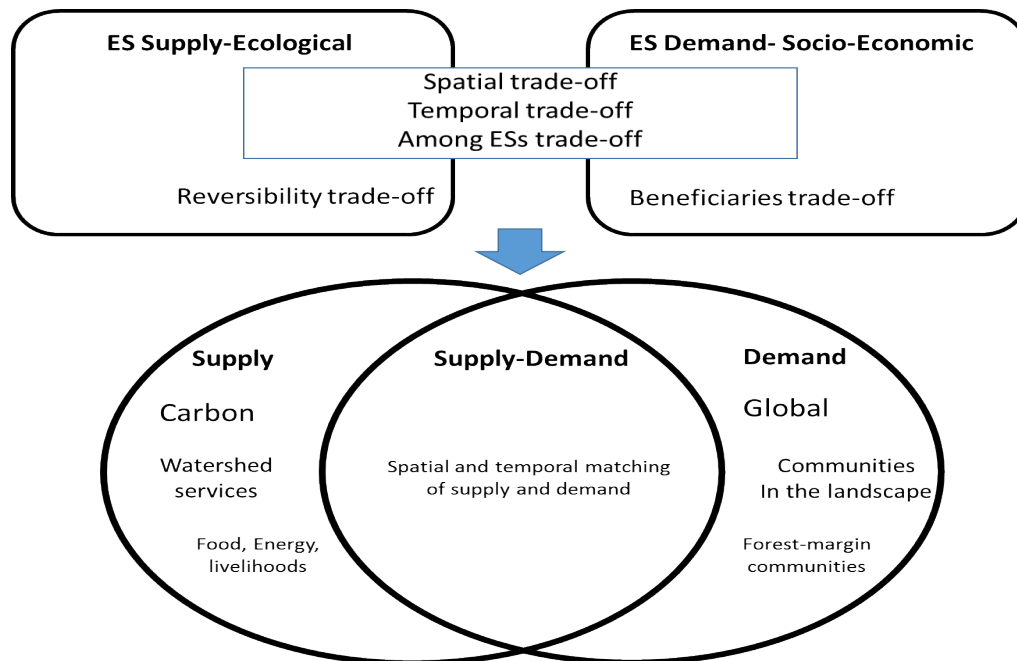 ES Supply-Ecological
ES Demand- Socio-Economic
Spatial trade-off
Temporal trade-off
Among ESs trade-off
Reversibility trade-off
Beneficiaries trade-off
Supply
Supply-Demand
Demand
Carbon
Global
Watershed
services
Spatial and temporal matching
of supply and demand
Communities
In the landscape
Food, Energy,
livelihoods
Forest-margin
communities